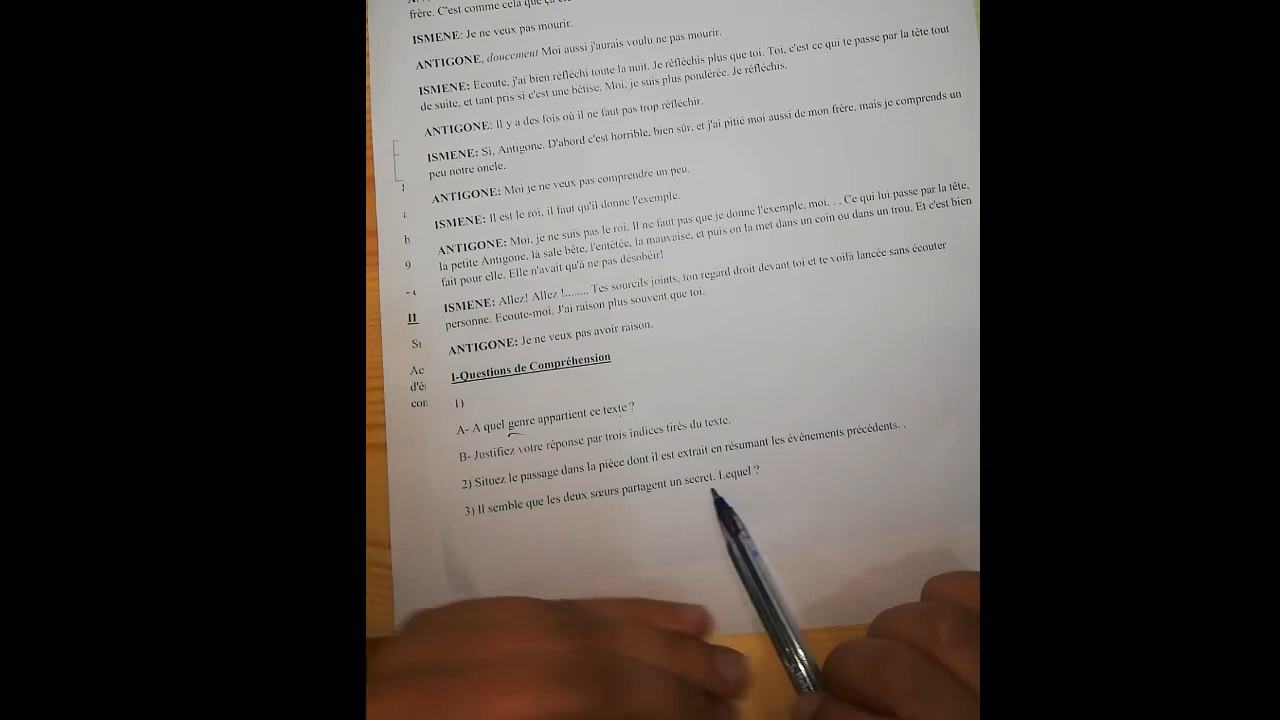 frère. C'est comme cela que ça
ISMENE: Je ne veux pas mourir.
ANTIGONE, doucement Moi aussi j'aurais voulu ne pas mourir.
ISMENE: Ecoute, j'ai bien réfléchi toute la nuit. Je réfléchis plus que toi. Toi, c'est ce qui te passe par la tête tout
de suite, et tant pris si c'est une bêtise. Moi, je suis plus pondérée. Je réfléchis.
ANTIGONE: Il y a des fois où il ne faut pas trop réfléchir.
ISMENE: Si, Antigone. D'abord c'est horrible, bien sûr, et j'ai pitié moi aussi de mon frère, mais je comprends un
peu notre oncle.
ANTIGONE: Moi je ne veux pas comprendre un peu.
ISMENE: Il est le roi, il faut qu'il donne l'exemple.
b
ANTIGONE: Moi, je ne suis pas le roi. Il ne faut pas que je donne l'exemple, moi. . . Ce qui lui passe par la tête,
9
la petite Antigone, là sale bête, l'entêtée, la mauvaise, et puis on la met dans un coin ou dans un trou. Et c'est bien
fait pour elle. Elle n'avait qu'à ne pas désobéir!
II
ISMENE: Allez! Allez !........ Tes sourcils joints, ton regard droit devant toi et te voilà lancée sans écouter
personne. Ecoute-moi. J'ai raison plus souvent que toi.
ANTIGONE: Je ne veux pas avoir raison.
Ac
d'ê
con
I-Questions de Compréhension
1)
A- A quel genre appartient ce texte ?
B- Justifiez votre réponse par trois indices tirés du texte.
2) Situez le passage dans la pièce dont il est extrait en résumant les événements précédents. .
3) Il semble que les deux sœurs partagent un secret. Lequel ?